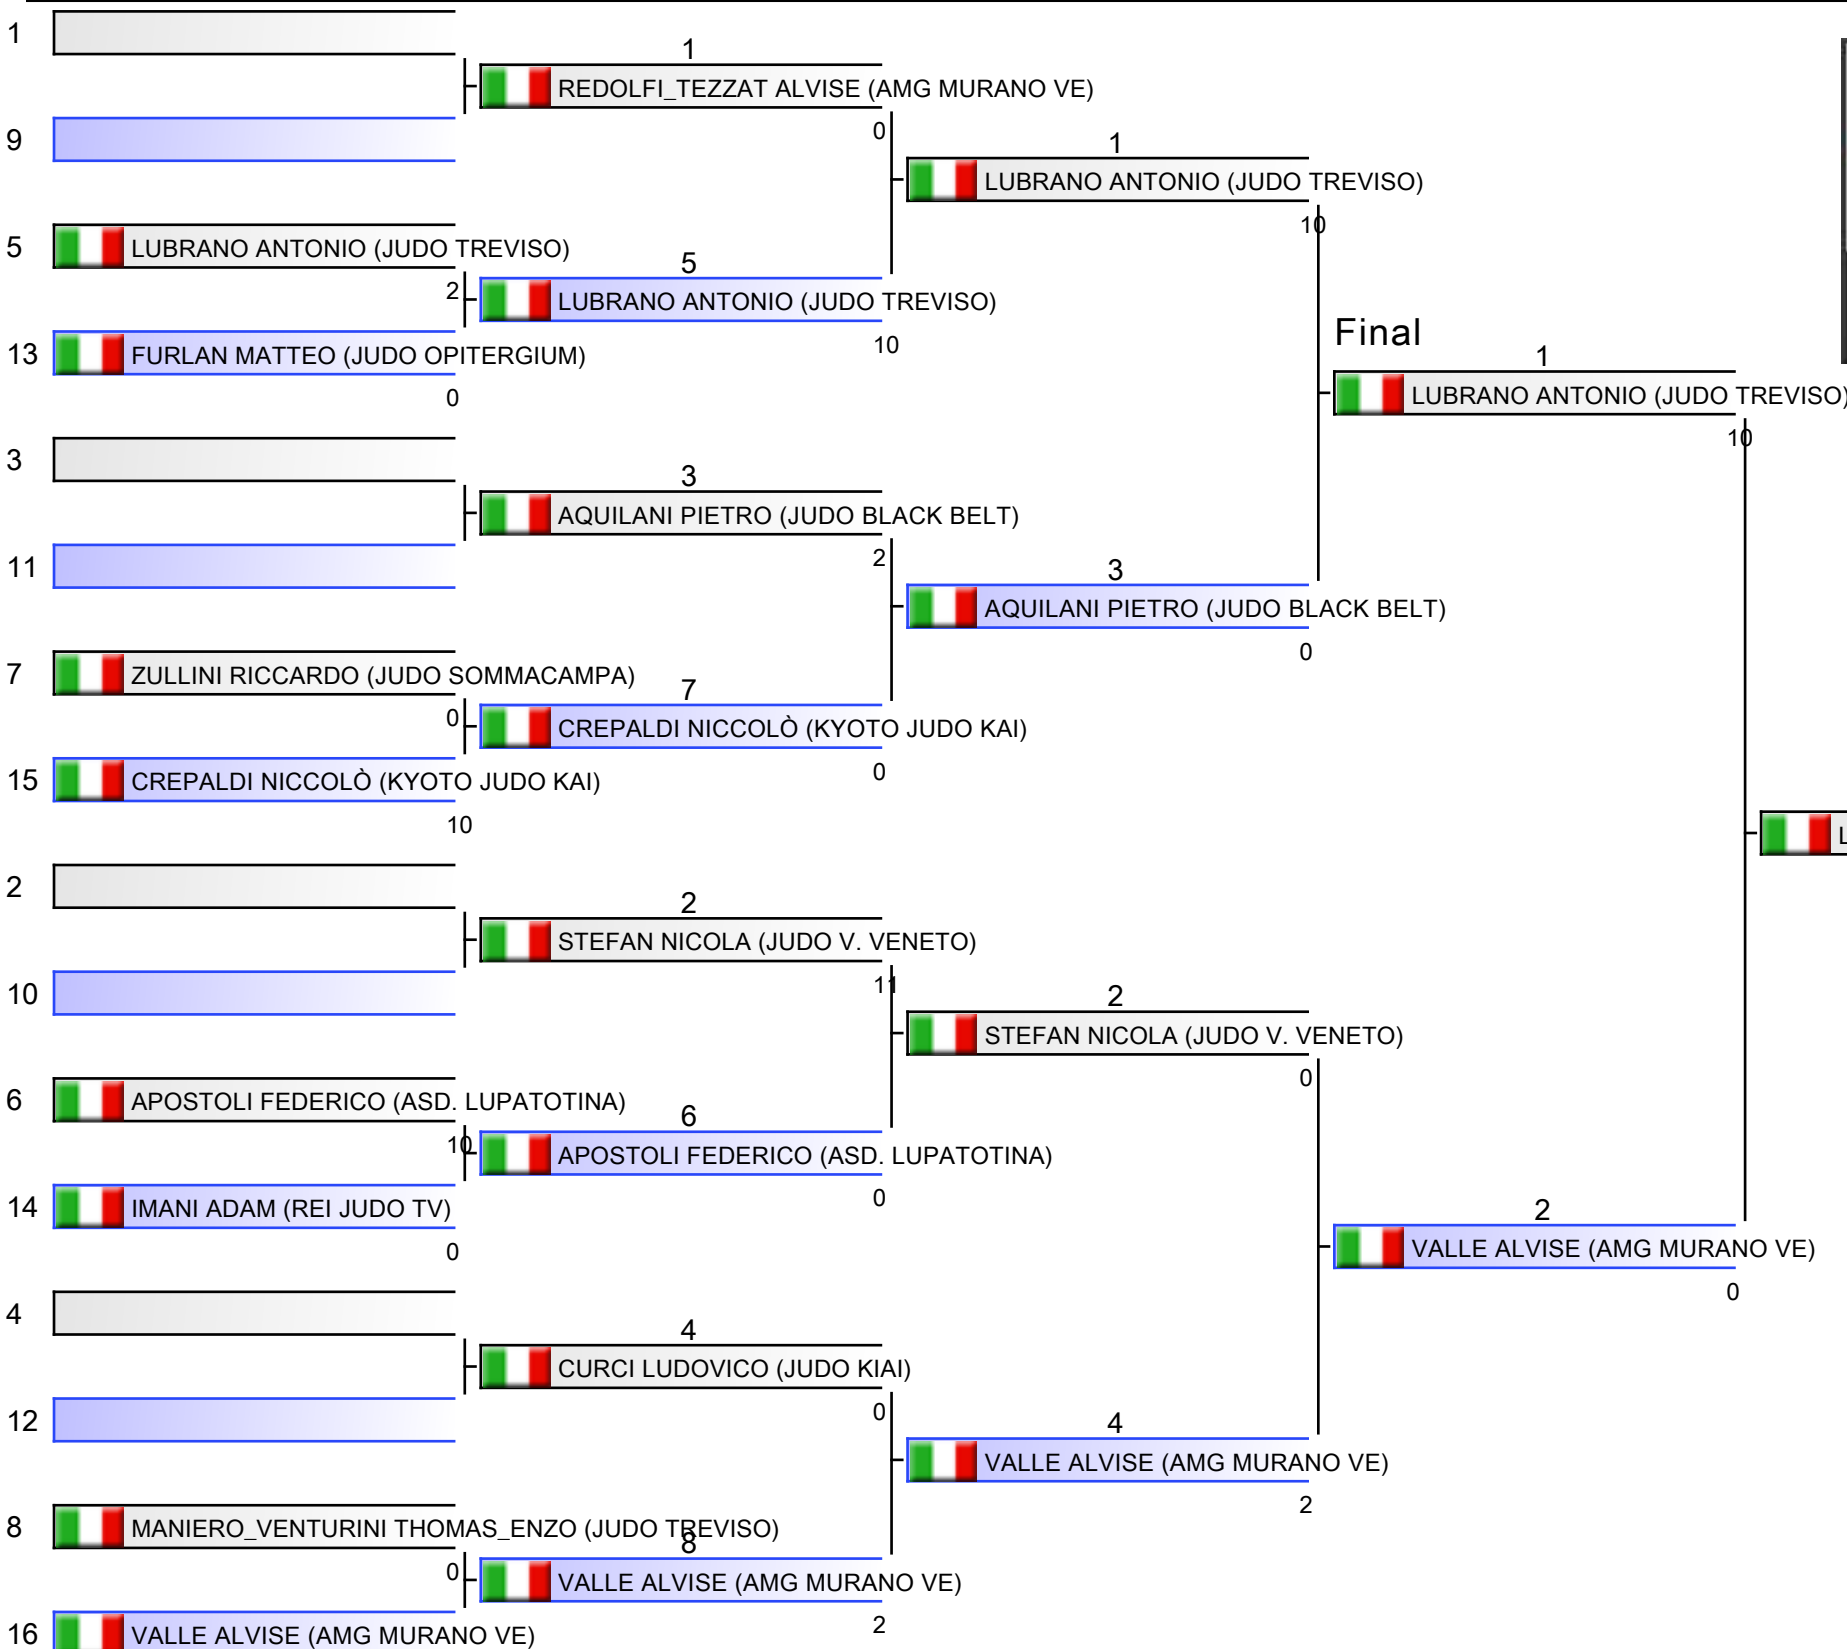 1
1
REDOLFI_TEZZAT ALVISE (AMG MURANO VE)
0
9
1
LUBRANO ANTONIO (JUDO TREVISO)
10
5
LUBRANO ANTONIO (JUDO TREVISO)
2
5
LUBRANO ANTONIO (JUDO TREVISO)
10
13
FURLAN MATTEO (JUDO OPITERGIUM)
0
Final
1
LUBRANO ANTONIO (JUDO TREVISO)
10
3
3
AQUILANI PIETRO (JUDO BLACK BELT)
2
11
3
AQUILANI PIETRO (JUDO BLACK BELT)
0
7
ZULLINI RICCARDO (JUDO SOMMACAMPA)
0
7
CREPALDI NICCOLÒ (KYOTO JUDO KAI)
0
15
CREPALDI NICCOLÒ (KYOTO JUDO KAI)
10
L
2
2
STEFAN NICOLA (JUDO V. VENETO)
11
10
2
STEFAN NICOLA (JUDO V. VENETO)
0
6
APOSTOLI FEDERICO (ASD. LUPATOTINA)
10
6
APOSTOLI FEDERICO (ASD. LUPATOTINA)
0
14
IMANI ADAM (REI JUDO TV)
0
2
VALLE ALVISE (AMG MURANO VE)
0
4
4
CURCI LUDOVICO (JUDO KIAI)
0
12
4
VALLE ALVISE (AMG MURANO VE)
2
8
MANIERO_VENTURINI THOMAS_ENZO (JUDO TREVISO)
0
8
VALLE ALVISE (AMG MURANO VE)
2
16
VALLE ALVISE (AMG MURANO VE)